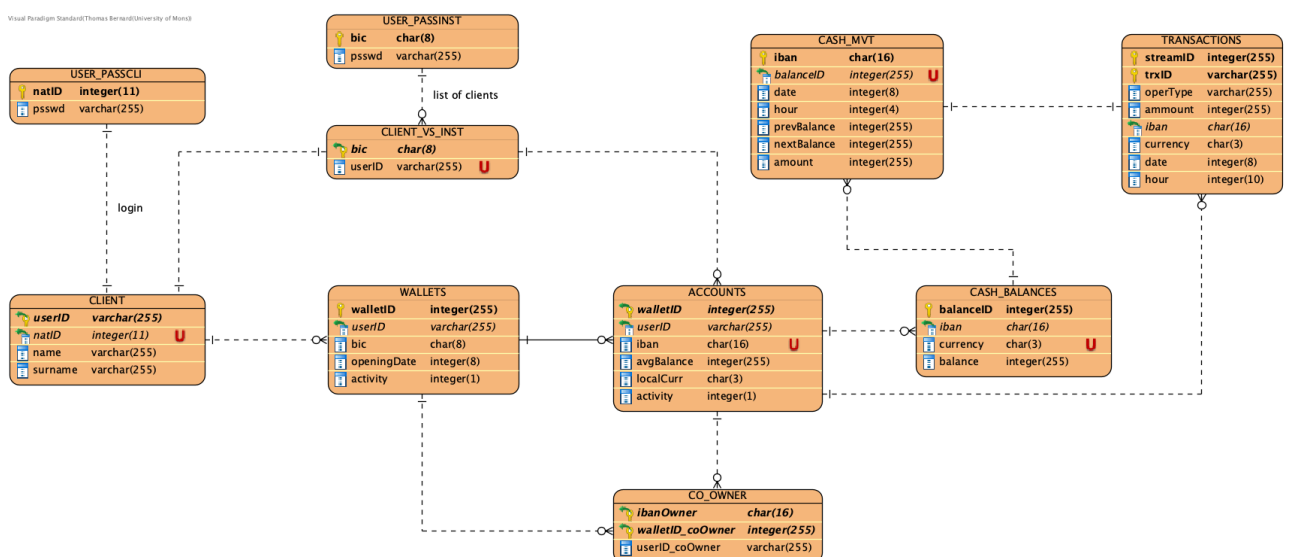 Visual Paradigm Standard(Thomas Bernard(University of Mons))
USER_PASSINST
bic char(8)
psswd varchar(255)
USER_PASSCLI
natID integer(11)
psswd varchar(255)
list of clients
CLIENT_VS_INST
bic char(8)
userID varchar(255) U
login
CASH_MVT
iban char(16)
balanceID integer(255) U
date integer(8)
hour integer(4)
prevBalance integer(255)
nextBalance integer(255)
amount integer(255)
TRANSACTIONS
streamID integer(255)
trxID varchar(255)
operType varchar(255)
ammount integer(255)
iban char(16)
currency char(3)
date integer(8)
hour integer(10)
CLIENT
userID varchar(255)
natID integer(11) U
name varchar(255)
surname varchar(255)
WALLETS
walletID integer(255)
userID varchar(255)
bic char(8)
openingDate integer(8)
activity integer(1)
ACCOUNTS
walletID integer(255)
userID varchar(255)
iban char(16) U
avgBalance integer(255)
localCurr char(3)
activity integer(1)
CASH_BALANCES
balanceID integer(255)
iban char(16)
currency char(3) U
balance integer(255)
CO_OWNER
ibanOwner char(16)
walletID_coOwner integer(255)
userID_coOwner varchar(255)